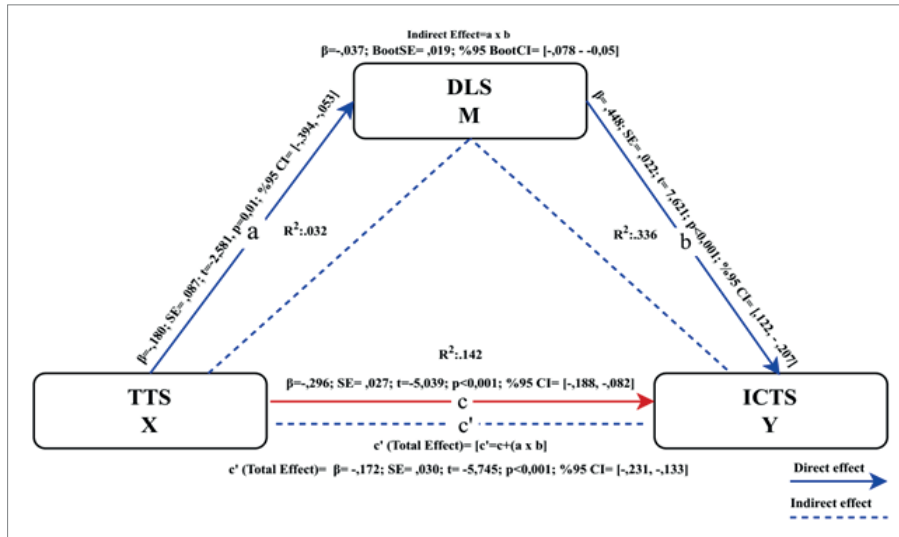 Indirect Effect=a x b
β=-,037; BootSE= ,019; %95 BootCI= [-,078 - -0,05]
DLS
M
β=-,180; SE= ,087; t=-2,581, p=0,01; %95 CI= [-,394, -,053]
a
R²:.032
β= ,448; SE= ,022; t= 7,621; p<0,001; %95 CI= [,122, - ,207]
b
R²:.336
R²:.142
TTS
X
β=-,296; SE= ,027; t=-5,039; p<0,001; %95 CI= [-,188, -,082]
c
c'
ICTS
Y
c' (Total Effect)= [c'=c+(a x b]
c' (Total Effect)= β= -,172; SE= ,030; t= -5,745; p<0,001; %95 CI= [-,231, -,133]
Direct effect
Indirect effect